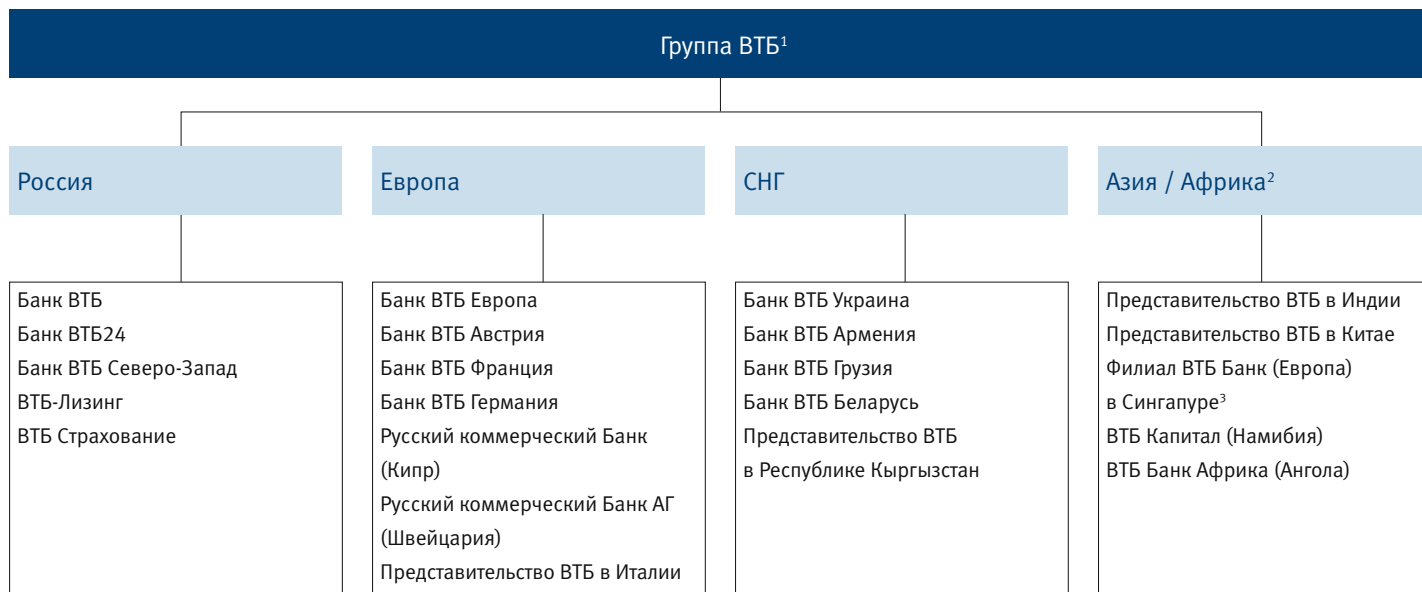 Группа ВТБ¹
Россия
Европа
СНГ
Азия / Африка²
Банк ВТБ
Банк ВТБ24
Банк ВТБ Северо-Запад
ВТБ-Лизинг
ВТБ Страхование
Банк ВТБ Европа
Банк ВТБ Австрия
Банк ВТБ Франция
Банк ВТБ Германия
Русский коммерческий Банк
(Кипр)
Русский коммерческий Банк АГ
(Швейцария)
Представительство ВТБ в Италии
Банк ВТБ Украина
Банк ВТБ Армения
Банк ВТБ Грузия
Банк ВТБ Беларусь
Представительство ВТБ
в Республике Кыргызстан
Представительство ВТБ в Индии
Представительство ВТБ в Китае
Филиал ВТБ Банк (Европа)
в Сингапуре³
ВТБ Капитал (Намибия)
ВТБ Банк Африка (Ангола)